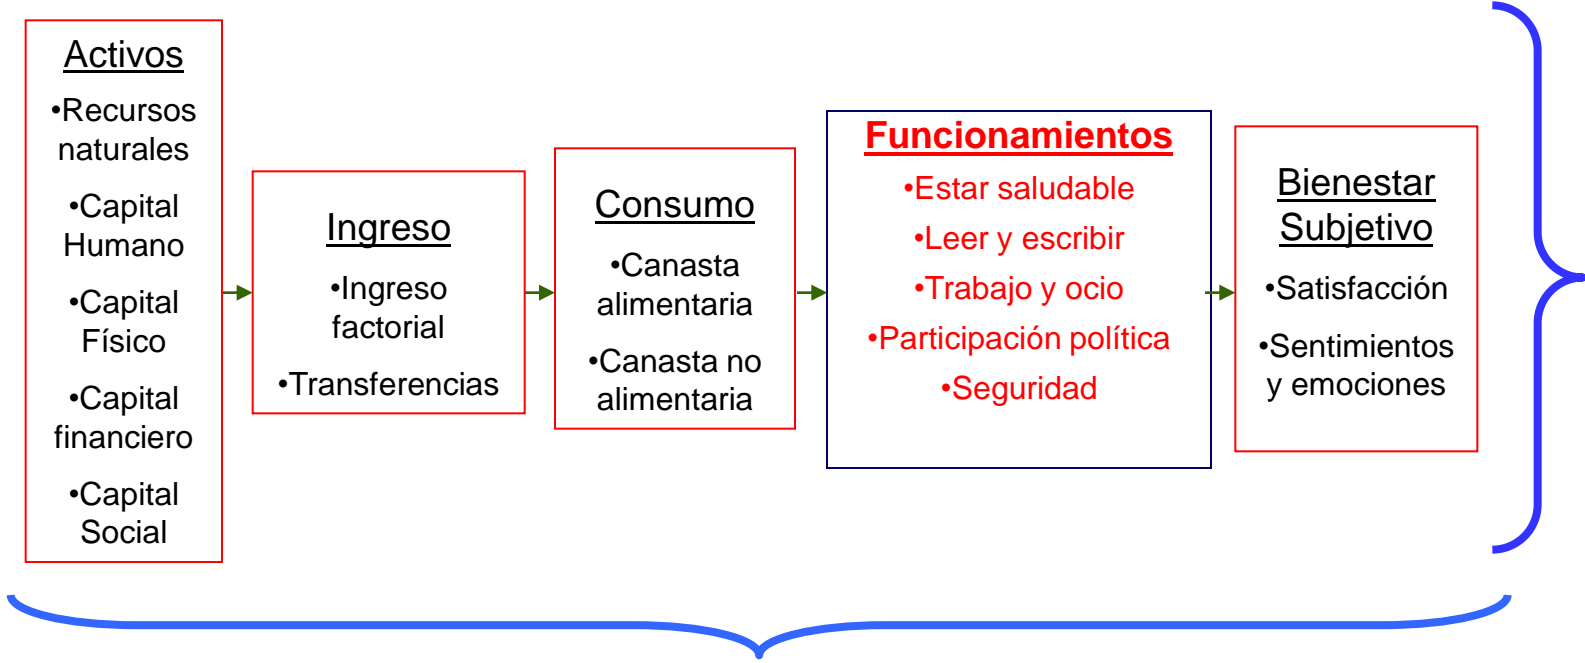 Activos
•Recursos
naturales
•Capital
Humano
•Capital
Físico
•Capital
financiero
•Capital
Social
Ingreso
•Ingreso
factorial
•Transferencias
Consumo
•Canasta
alimentaria
•Canasta no
alimentaria
Funcionamientos
•Estar saludable
•Leer y escribir
•Trabajo y ocio
•Participación política
•Seguridad
Bienestar
Subjetivo
•Satisfacción
•Sentimientos
y emociones